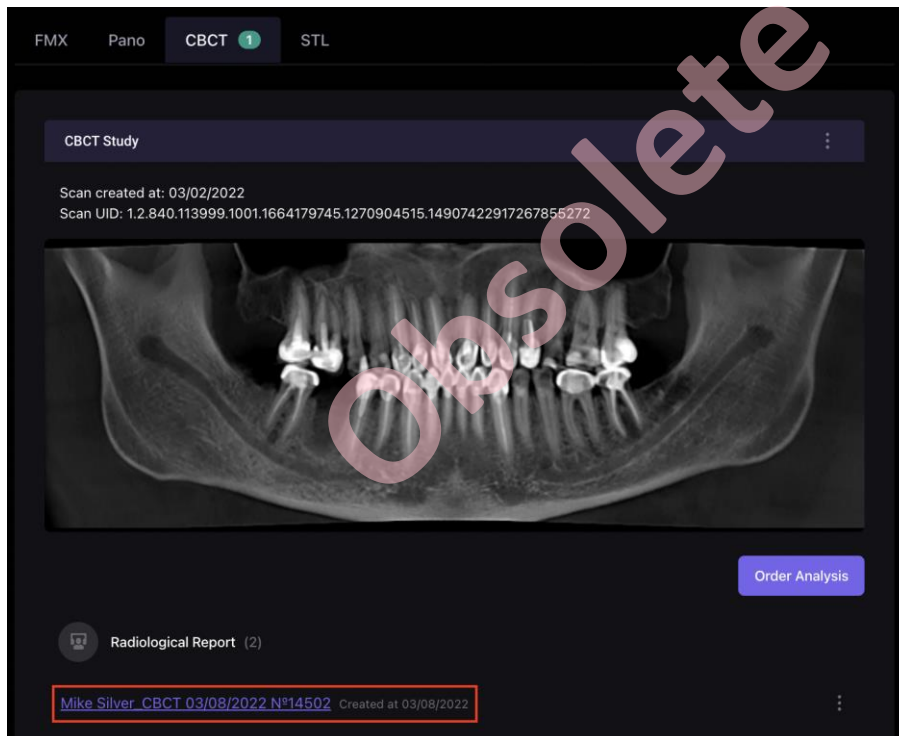 FMX Pano CBCT 1 STL
CBCT Study
Scan created at: 03/02/2022
Scan UID: 1.2.840.113999.1001.1664179745.1270904515.14907422917267855272
Obsolete
Order Analysis
Radiological Report (2)
Mike Silver_CBCT 03/08/2022 Nº14502 Created at 03/08/2022